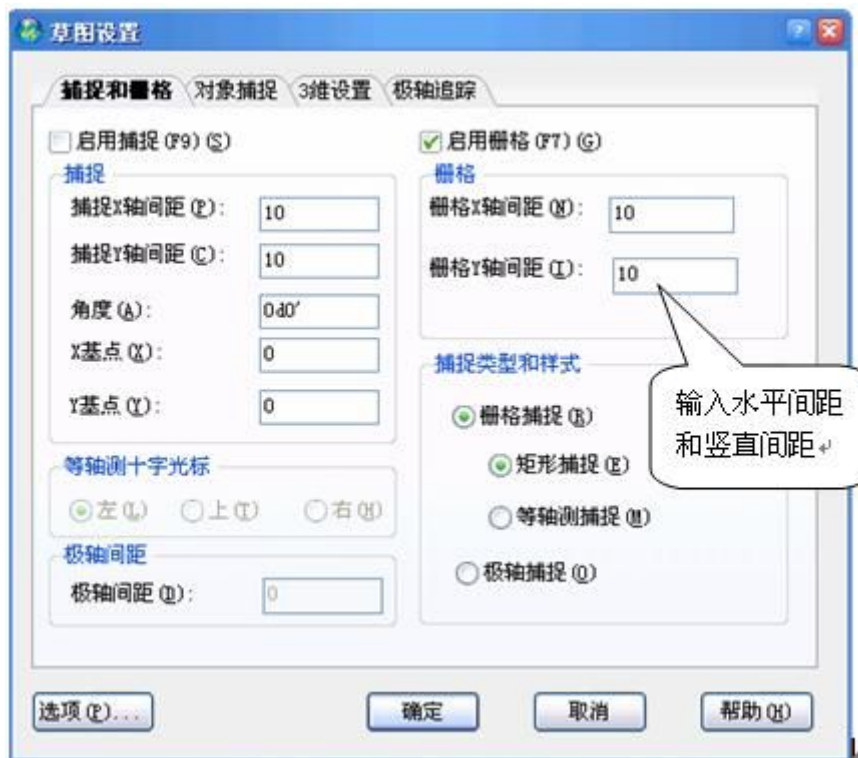 草图设置
捕捉和栅格 对象捕捉 3维设置 极轴追踪
启用捕捉(F9)(S)
捕捉
捕捉X轴间距(P): 10
捕捉Y轴间距(C): 10
角度(A): 0d0′
X基点(X): 0
Y基点(Y): 0
等轴测十字光标
左(L) 上(T) 右(H)
极轴间距
极轴间距(D): 0
启用栅格(F7)(G)
栅格
栅格X轴间距(N): 10
栅格Y轴间距(I): 10
捕捉类型和样式
栅格捕捉(R)
矩形捕捉(E)
等轴测捕捉(M)
极轴捕捉(O)
输入水平间距
和竖直间距↵
选项(P)... 确定 取消 帮助(H)